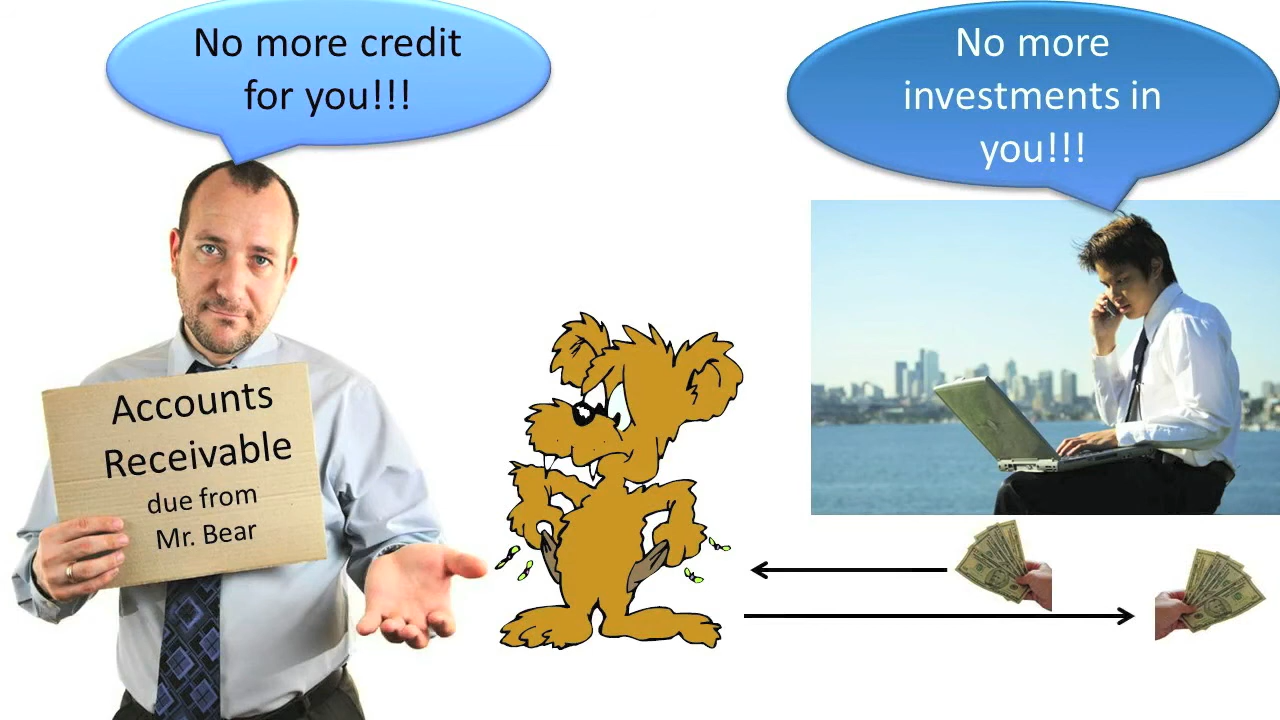 No more credit
for you!!!
No more
investments in
you!!!
Accounts
Receivable
due from
Mr. Bear